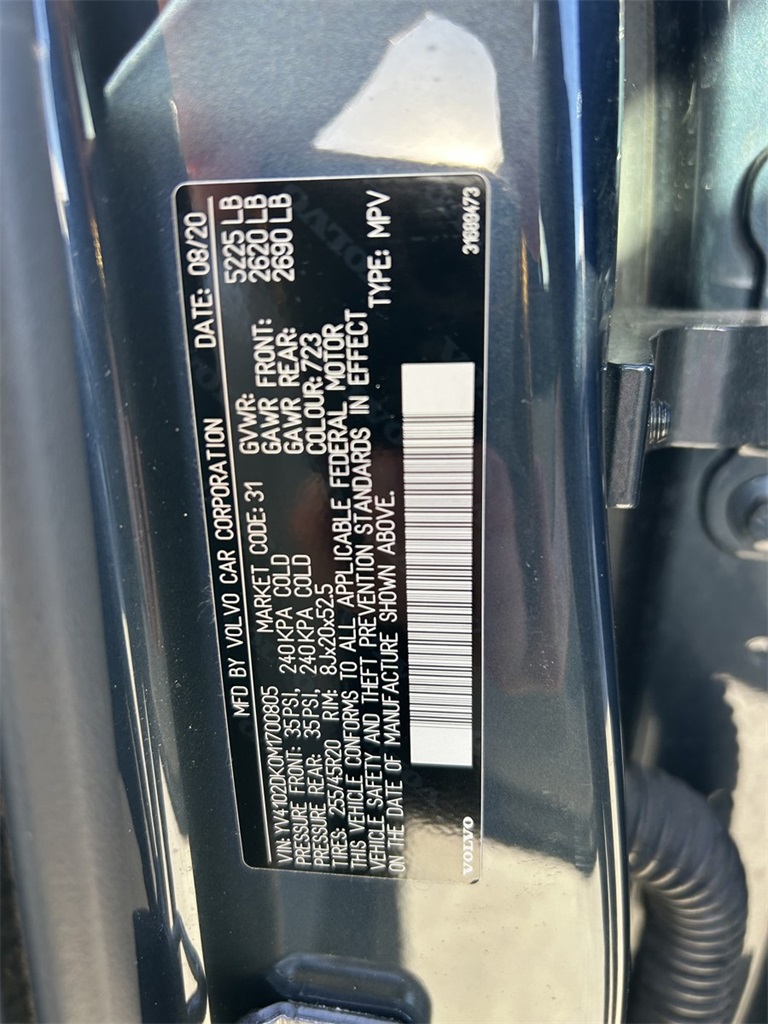 MFD BY VOLVO CAR CORPORATION DATE: 08/20
VIN: YV4102DK0M1700805 MARKET CODE: 31 GVWR: 5225 LB
PRESSURE FRONT: 35PSI, 240KPA COLD GAWR FRONT: 2620 LB
PRESSURE REAR: 35PSI, 240KPA COLD GAWR REAR: 2690 LB
TIRES: 255/45R20 RIM: 8Jx20x52.5 COLOUR: 723
THIS VEHICLE CONFORMS TO ALL APPLICABLE FEDERAL MOTOR
VEHICLE SAFETY AND THEFT PREVENTION STANDARDS IN EFFECT
ON THE DATE OF MANUFACTURE SHOWN ABOVE. TYPE: MPV
VOLVO 31689473